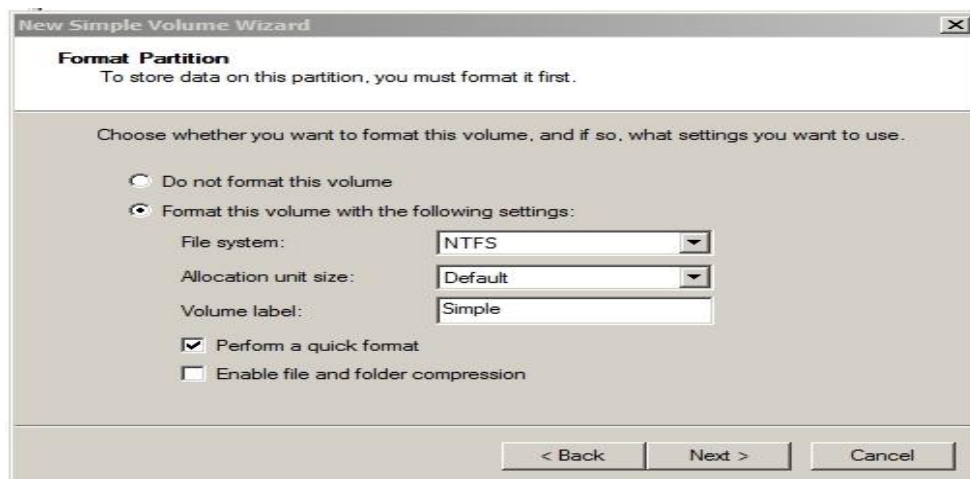 New Simple Volume Wizard
Format Partition
To store data on this partition, you must format it first.
Choose whether you want to format this volume, and if so, what settings you want to use.
Do not format this volume
Format this volume with the following settings:
File system: NTFS
Allocation unit size: Default
Volume label: Simple
Perform a quick format
Enable file and folder compression
< Back Next > Cancel